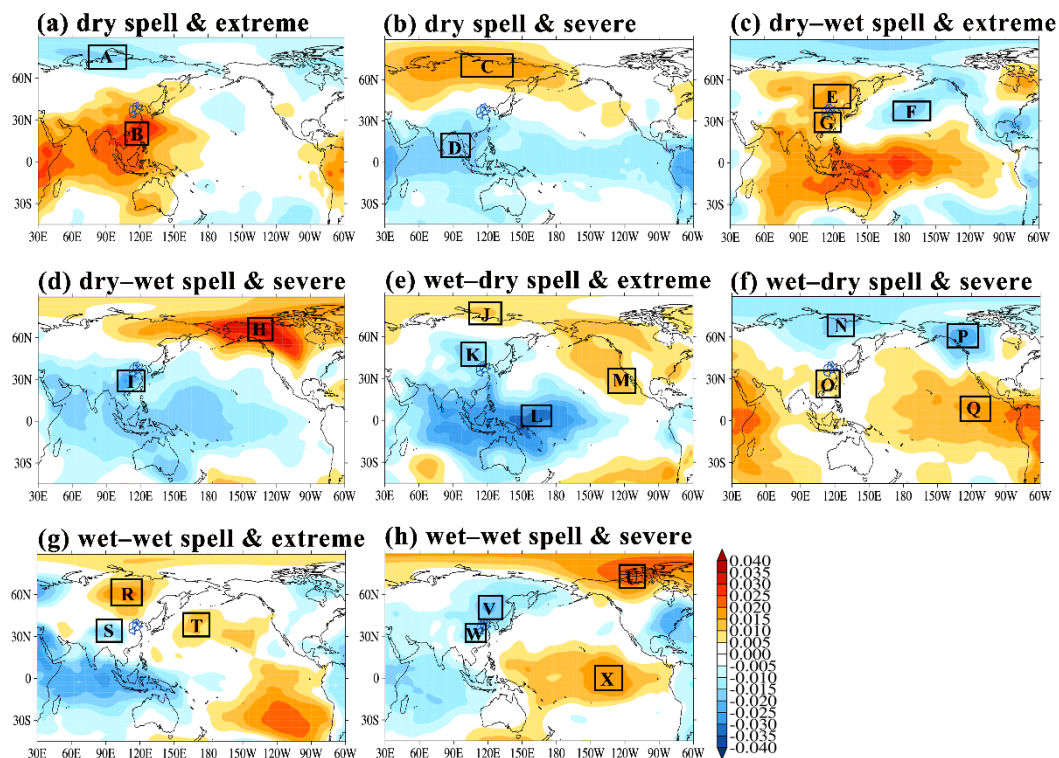 (a) dry spell & extreme
A
B
60N
30N
0
30S
30E 60E 90E 120E 150E 180 150W 120W 90W 60W
(b) dry spell & severe
C
D
60N
30N
0
30S
30E 60E 90E 120E 150E 180 150W 120W 90W 60W
(c) dry–wet spell & extreme
E
F
G
60N
30N
0
30S
30E 60E 90E 120E 150E 180 150W 120W 90W 60W
(d) dry–wet spell & severe
H
I
60N
30N
0
30S
30E 60E 90E 120E 150E 180 150W 120W 90W 60W
(e) wet–dry spell & extreme
J
K
M
L
60N
30N
0
30S
30E 60E 90E 120E 150E 180 150W 120W 90W 60W
(f) wet–dry spell & severe
N
P
O
Q
60N
30N
0
30S
30E 60E 90E 120E 150E 180 150W 120W 90W 60W
(g) wet–wet spell & extreme
R
S
T
60N
30N
0
30S
30E 60E 90E 120E 150E 180 150W 120W 90W 60W
(h) wet–wet spell & severe
U
V
W
X
60N
30N
0
30S
30E 60E 90E 120E 150E 180 150W 120W 90W 60W
0.040
0.035
0.030
0.025
0.020
0.015
0.010
0.005
-0.005
-0.010
-0.015
-0.020
-0.025
-0.030
-0.035
-0.040